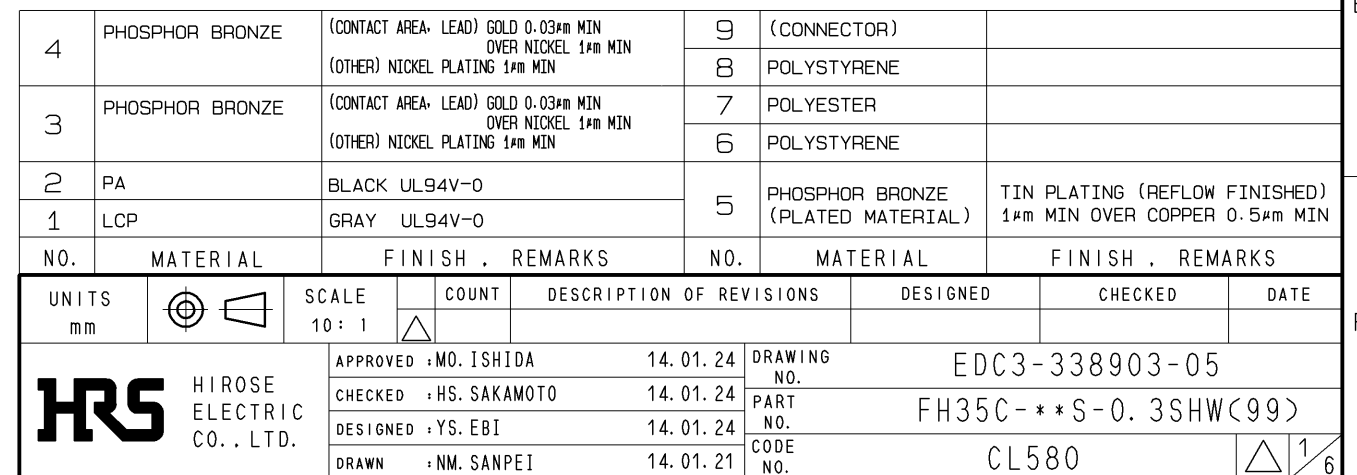 4 PHOSPHOR BRONZE (CONTACT AREA, LEAD) GOLD 0.03μm MIN
OVER NICKEL 1μm MIN
(OTHER) NICKEL PLATING 1μm MIN
3 PHOSPHOR BRONZE (CONTACT AREA, LEAD) GOLD 0.03μm MIN
OVER NICKEL 1μm MIN
(OTHER) NICKEL PLATING 1μm MIN
2 PA BLACK UL94V-0
1 LCP GRAY UL94V-0
NO. MATERIAL FINISH , REMARKS
9 (CONNECTOR)
8 POLYSTYRENE
7 POLYESTER
6 POLYSTYRENE
5 PHOSPHOR BRONZE (PLATED MATERIAL) TIN PLATING (REFLOW FINISHED)
1μm MIN OVER COPPER 0.5μm MIN
NO. MATERIAL FINISH , REMARKS
UNITS
mm
SCALE
10: 1
COUNT DESCRIPTION OF REVISIONS DESIGNED CHECKED DATE
HRS
HIROSE
ELECTRIC
CO.,LTD.
APPROVED :MO.ISHIDA 14.01.24
CHECKED :HS.SAKAMOTO 14.01.24
DESIGNED :YS.EBI 14.01.24
DRAWN :NM.SANPEI 14.01.21
DRAWING
NO.
EDC3-338903-05
PART
NO.
FH35C-**S-0.3SHW(99)
CODE
NO.
CL580
1/6